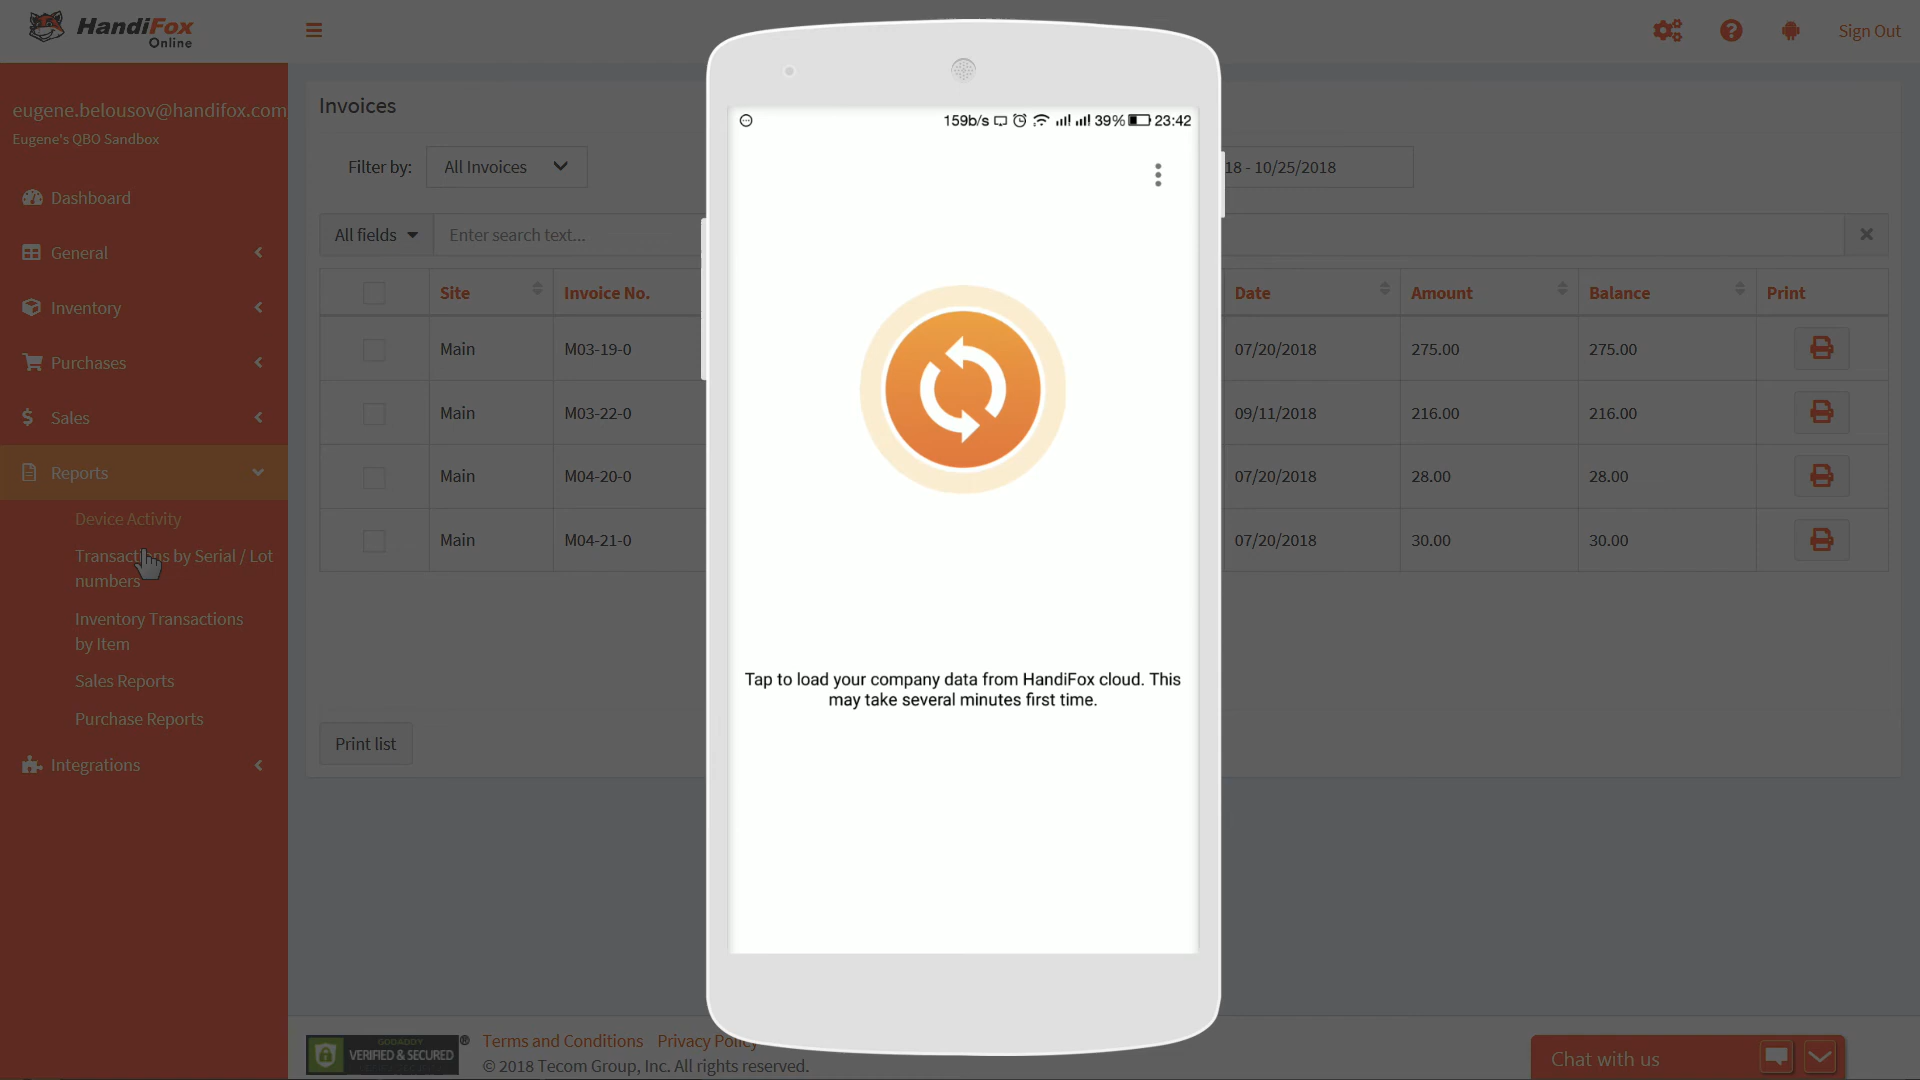 HandiFox
Online
Sign Out
eugene.belousov@handifox.com
Eugene's QBO Sandbox
Dashboard
General
Inventory
Purchases
Sales
Reports
Device Activity
Transactions by Serial / Lot
numbers
Inventory Transactions
by Item
Sales Reports
Purchase Reports
Integrations
Invoices
Filter by: All Invoices
18 - 10/25/2018
All fields Enter search text...
Site Invoice No. Date Amount Balance Print
Main M03-19-0 07/20/2018 275.00 275.00
Main M03-22-0 09/11/2018 216.00 216.00
Main M04-20-0 07/20/2018 28.00 28.00
Main M04-21-0 07/20/2018 30.00 30.00
Print list
159b/s 39% 23:42
Tap to load your company data from HandiFox cloud. This
may take several minutes first time.
GODADDY
VERIFIED & SECURED
®
Terms and Conditions Privacy Policy
© 2018 Tecom Group, Inc. All rights reserved.
Chat with us